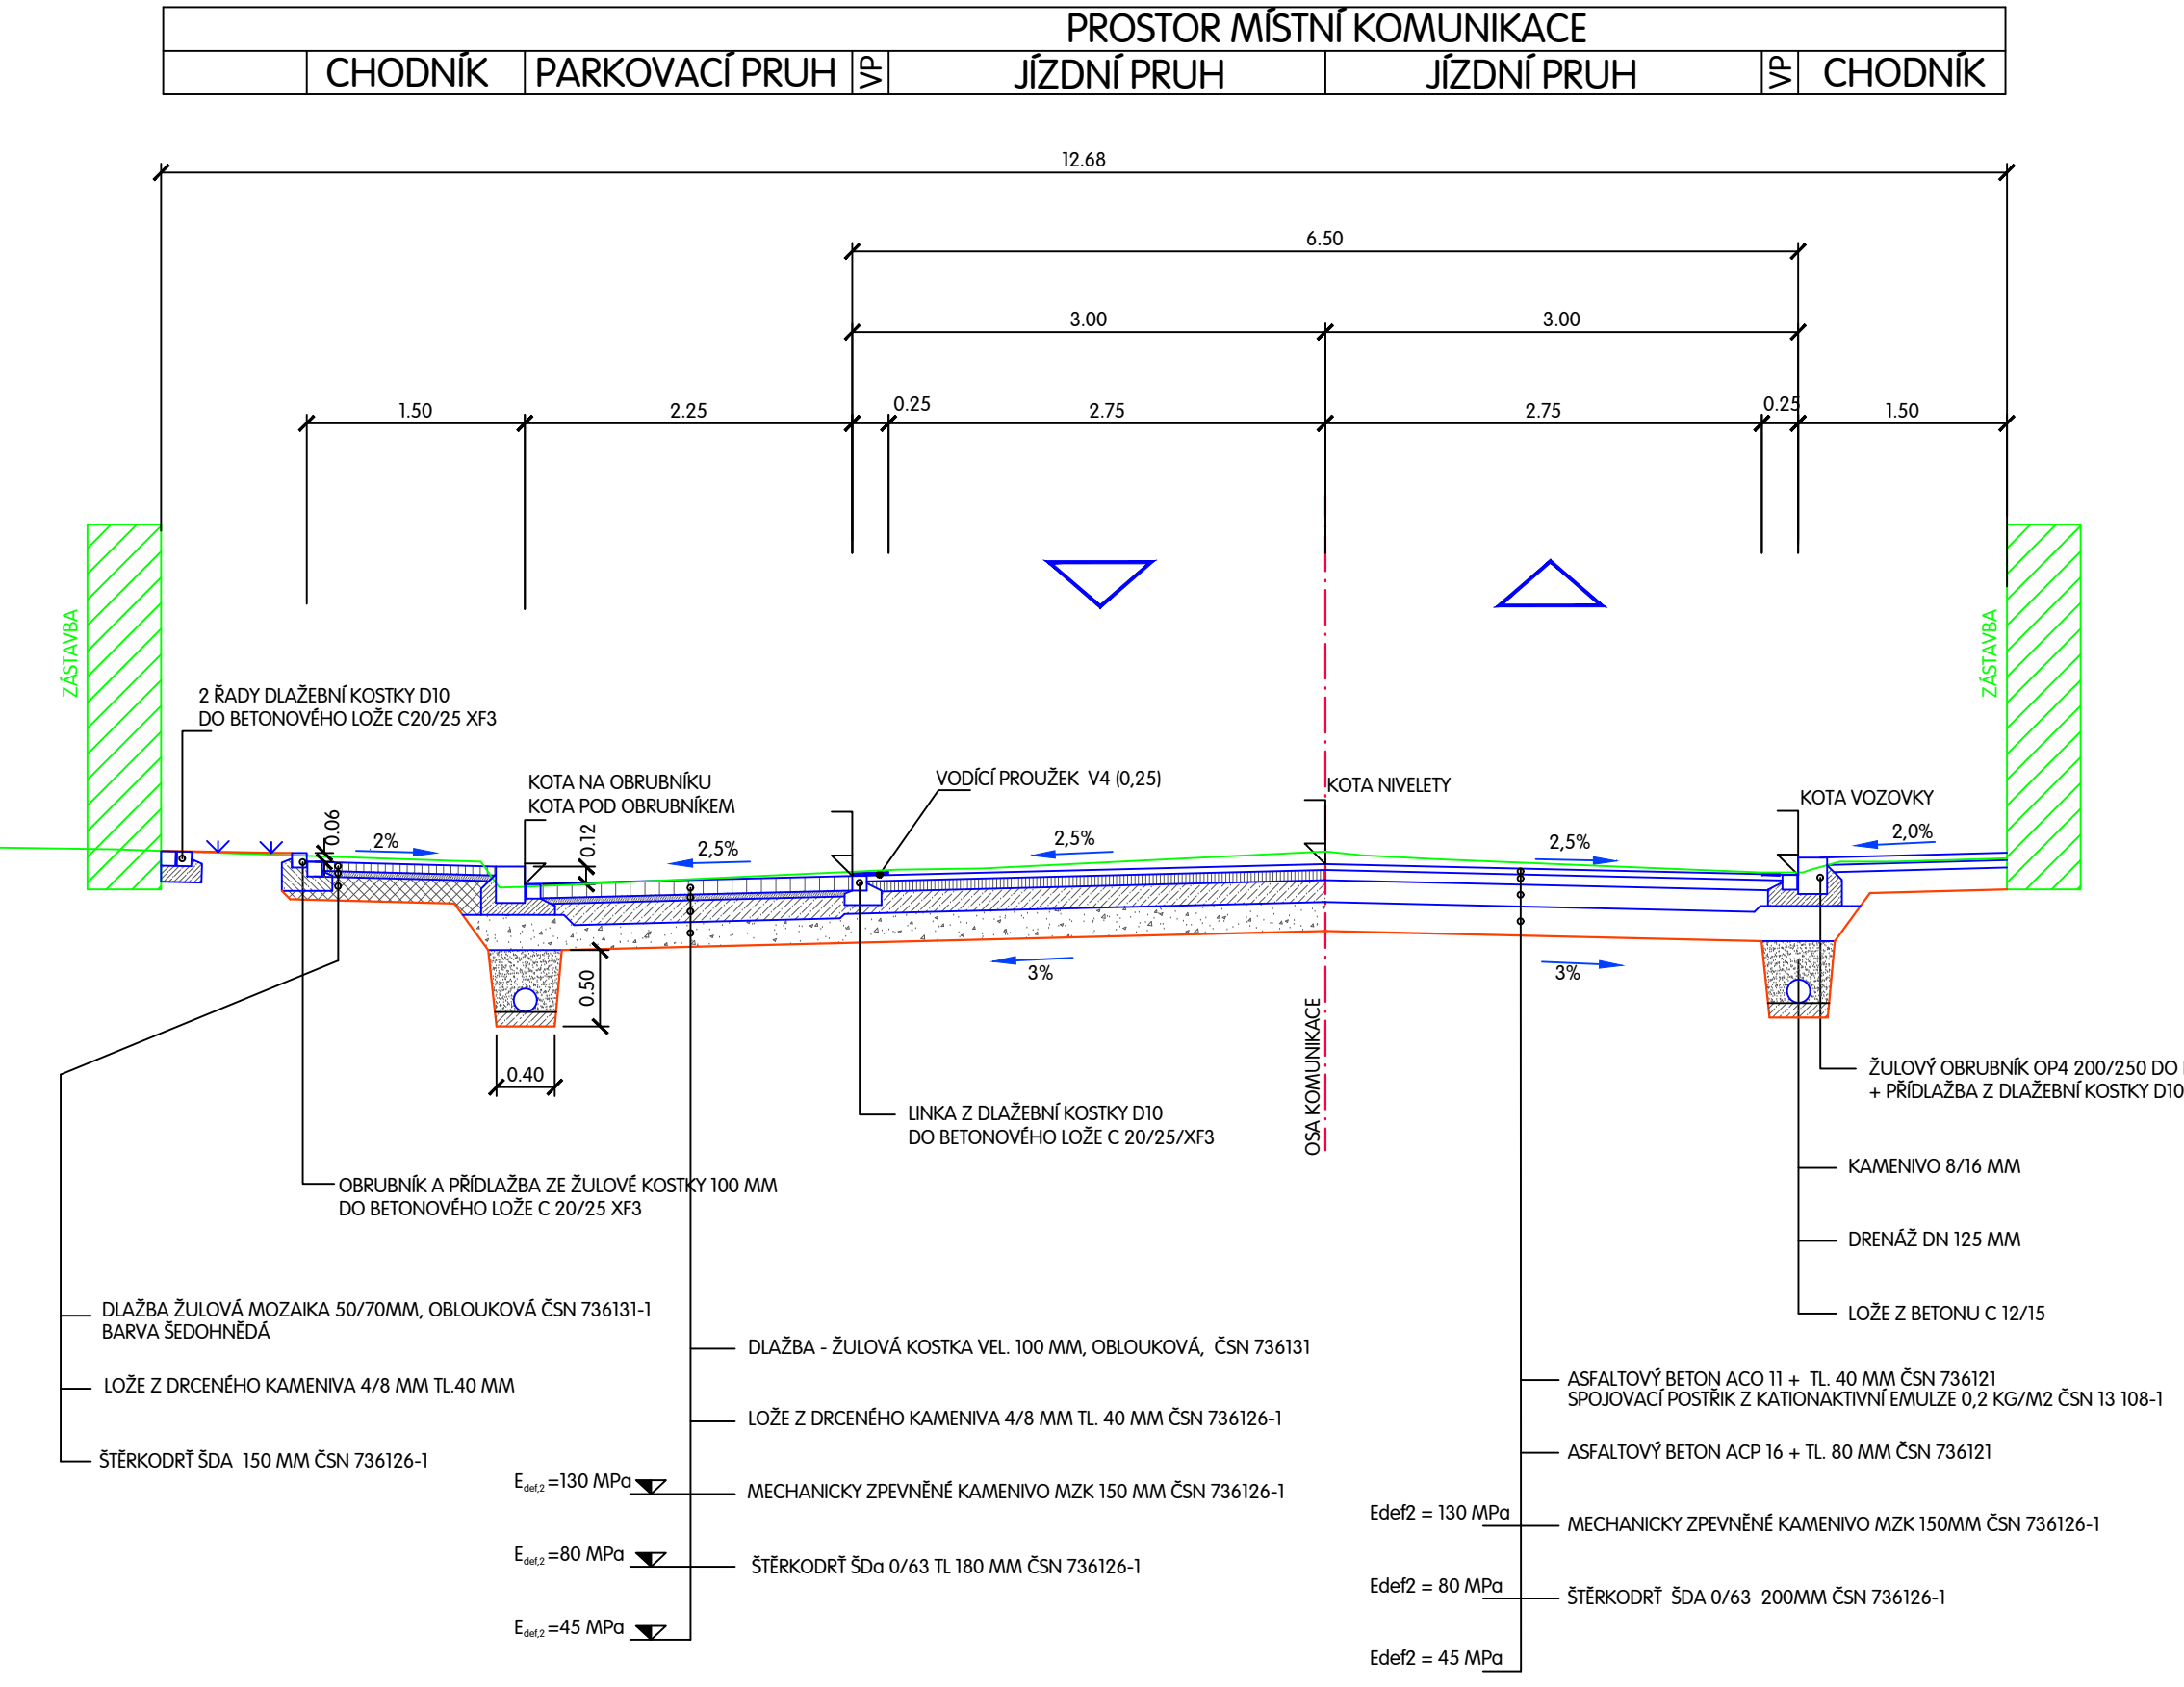 PROSTOR MÍSTNÍ KOMUNIKACE
CHODNÍK
PARKOVACÍ PRUH
VP
JÍZDNÍ PRUH
JÍZDNÍ PRUH
VP
CHODNÍK
12.68
6.50
3.00
3.00
1.50
2.25
0.25
2.75
2.75
0.25
1.50
ZÁSTAVBA
ZÁSTAVBA
2 ŘADY DLAŽEBNÍ KOSTKY D10
DO BETONOVÉHO LOŽE C20/25 XF3
KOTA NA OBRUBNÍKU
KOTA POD OBRUBNÍKEM
VODÍCÍ PROUŽEK V4 (0,25)
KOTA NIVELETY
KOTA VOZOVKY
0.06
2%
0.12
2,5%
2,5%
2,5%
2,0%
3%
3%
0.50
0.40
OSA KOMUNIKACE
ŽULOVÝ OBRUBNÍK OP4 200/250 DO
+ PŘÍDLAŽBA Z DLAŽEBNÍ KOSTKY D10
LINKA Z DLAŽEBNÍ KOSTKY D10
DO BETONOVÉHO LOŽE C 20/25/XF3
KAMENIVO 8/16 MM
OBRUBNÍK A PŘÍDLAŽBA ZE ŽULOVÉ KOSTKY 100 MM
DO BETONOVÉHO LOŽE C 20/25 XF3
DRENÁŽ DN 125 MM
LOŽE Z BETONU C 12/15
DLAŽBA ŽULOVÁ MOZAIKA 50/70MM, OBLOUKOVÁ ČSN 736131-1
BARVA ŠEDOHNĚDÁ
LOŽE Z DRCENÉHO KAMENIVA 4/8 MM TL.40 MM
ŠTĚRKODRŤ ŠDA 150 MM ČSN 736126-1
DLAŽBA - ŽULOVÁ KOSTKA VEL. 100 MM, OBLOUKOVÁ, ČSN 736131
LOŽE Z DRCENÉHO KAMENIVA 4/8 MM TL. 40 MM ČSN 736126-1
Edef,2 =130 MPa
MECHANICKY ZPEVNĚNÉ KAMENIVO MZK 150 MM ČSN 736126-1
Edef,2 =80 MPa
ŠTĚRKODRŤ ŠDa 0/63 TL 180 MM ČSN 736126-1
Edef,2 =45 MPa
ASFALTOVÝ BETON ACO 11 + TL. 40 MM ČSN 736121
SPOJOVACÍ POSTŘIK Z KATIONAKTIVNÍ EMULZE 0,2 KG/M2 ČSN 13 108-1
ASFALTOVÝ BETON ACP 16 + TL. 80 MM ČSN 736121
Edef2 = 130 MPa
MECHANICKY ZPEVNĚNÉ KAMENIVO MZK 150MM ČSN 736126-1
Edef2 = 80 MPa
ŠTĚRKODRŤ ŠDA 0/63 200MM ČSN 736126-1
Edef2 = 45 MPa